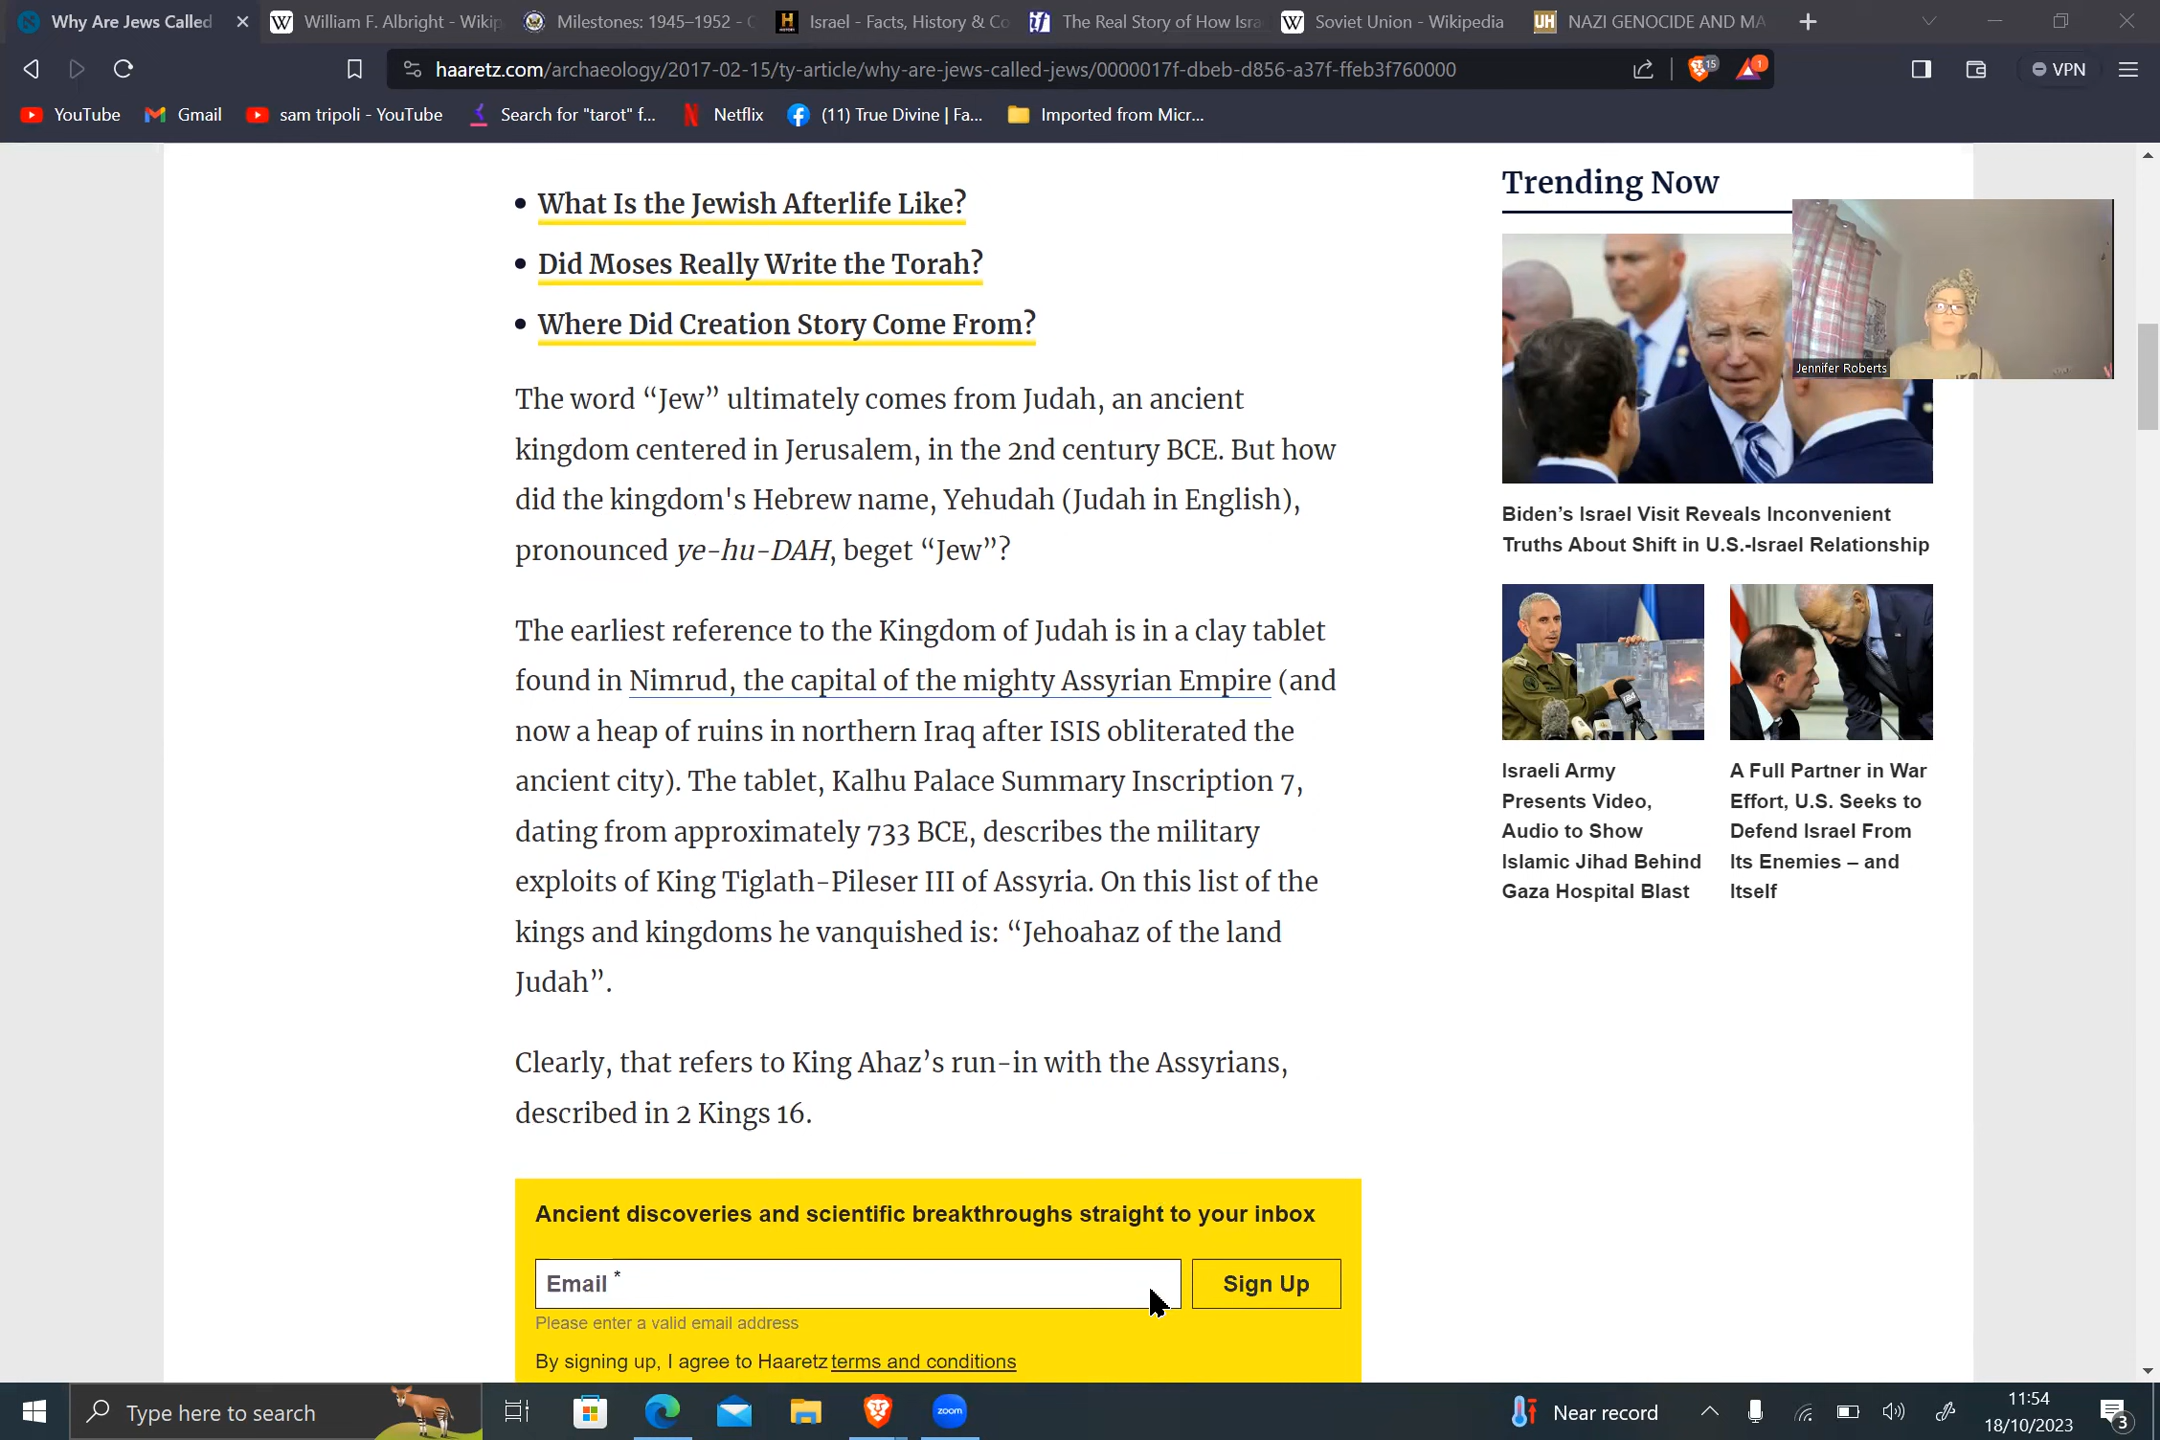 Why Are Jews Called
William F. Albright - Wikip
Milestones: 1945–1952 - O
Israel - Facts, History & Co
The Real Story of How Isra
Soviet Union - Wikipedia
NAZI GENOCIDE AND MA
haaretz.com/archaeology/2017-02-15/ty-article/why-are-jews-called-jews/0000017f-dbeb-d856-a37f-ffeb3f760000
15
1
VPN
YouTube
Gmail
sam tripoli - YouTube
Search for "tarot" f...
Netflix
(11) True Divine | Fa...
Imported from Micr...
• What Is the Jewish Afterlife Like?
• Did Moses Really Write the Torah?
• Where Did Creation Story Come From?
The word “Jew” ultimately comes from Judah, an ancient
kingdom centered in Jerusalem, in the 2nd century BCE. But how
did the kingdom's Hebrew name, Yehudah (Judah in English),
pronounced ye-hu-DAH, beget “Jew”?
The earliest reference to the Kingdom of Judah is in a clay tablet
found in Nimrud, the capital of the mighty Assyrian Empire (and
now a heap of ruins in northern Iraq after ISIS obliterated the
ancient city). The tablet, Kalhu Palace Summary Inscription 7,
dating from approximately 733 BCE, describes the military
exploits of King Tiglath-Pileser III of Assyria. On this list of the
kings and kingdoms he vanquished is: “Jehoahaz of the land
Judah”.
Clearly, that refers to King Ahaz’s run-in with the Assyrians,
described in 2 Kings 16.
Ancient discoveries and scientific breakthroughs straight to your inbox
Email *
Sign Up
Please enter a valid email address
By signing up, I agree to Haaretz terms and conditions
Trending Now
Jennifer Roberts
Biden’s Israel Visit Reveals Inconvenient
Truths About Shift in U.S.-Israel Relationship
Israeli Army
Presents Video,
Audio to Show
Islamic Jihad Behind
Gaza Hospital Blast
A Full Partner in War
Effort, U.S. Seeks to
Defend Israel From
Its Enemies – and
Itself
Type here to search
zoom
Near record
11:54
18/10/2023
3